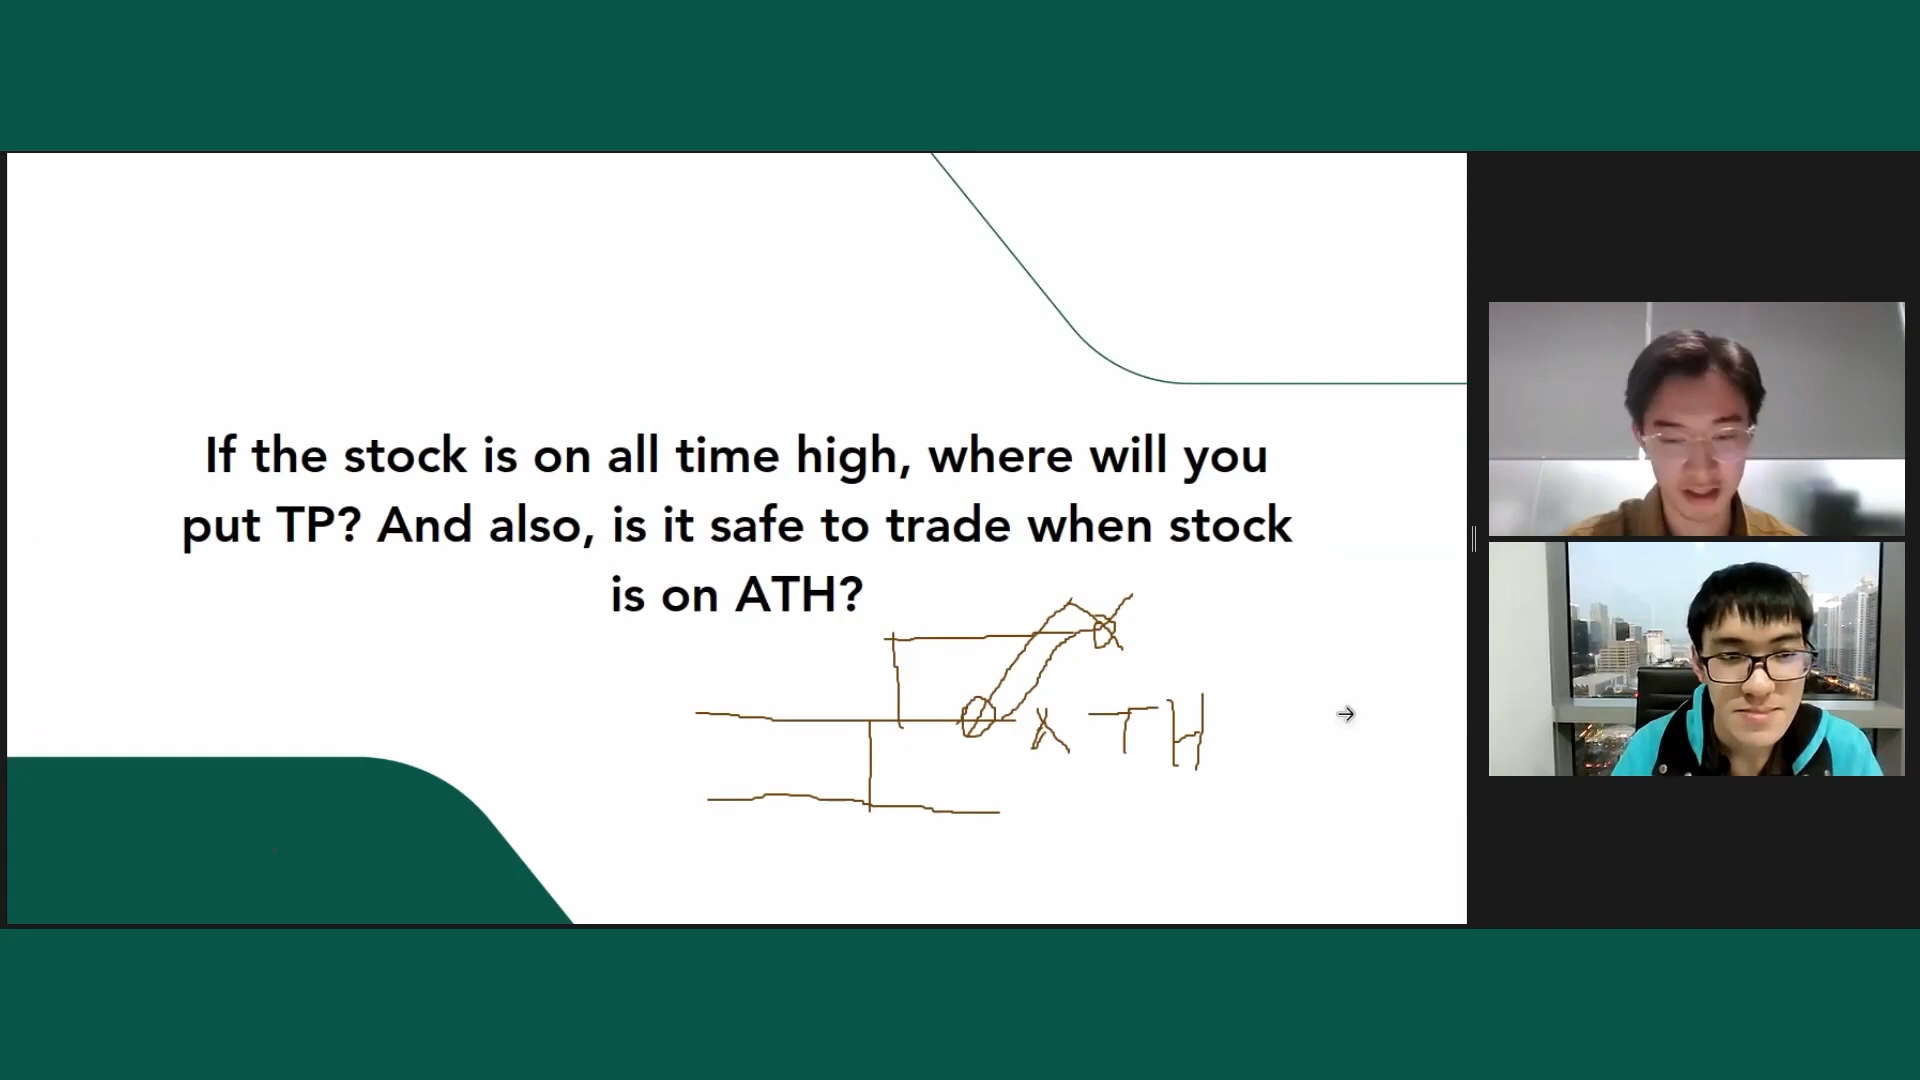 If the stock is on all time high, where will you
put TP? And also, is it safe to trade when stock
is on ATH?
ATH